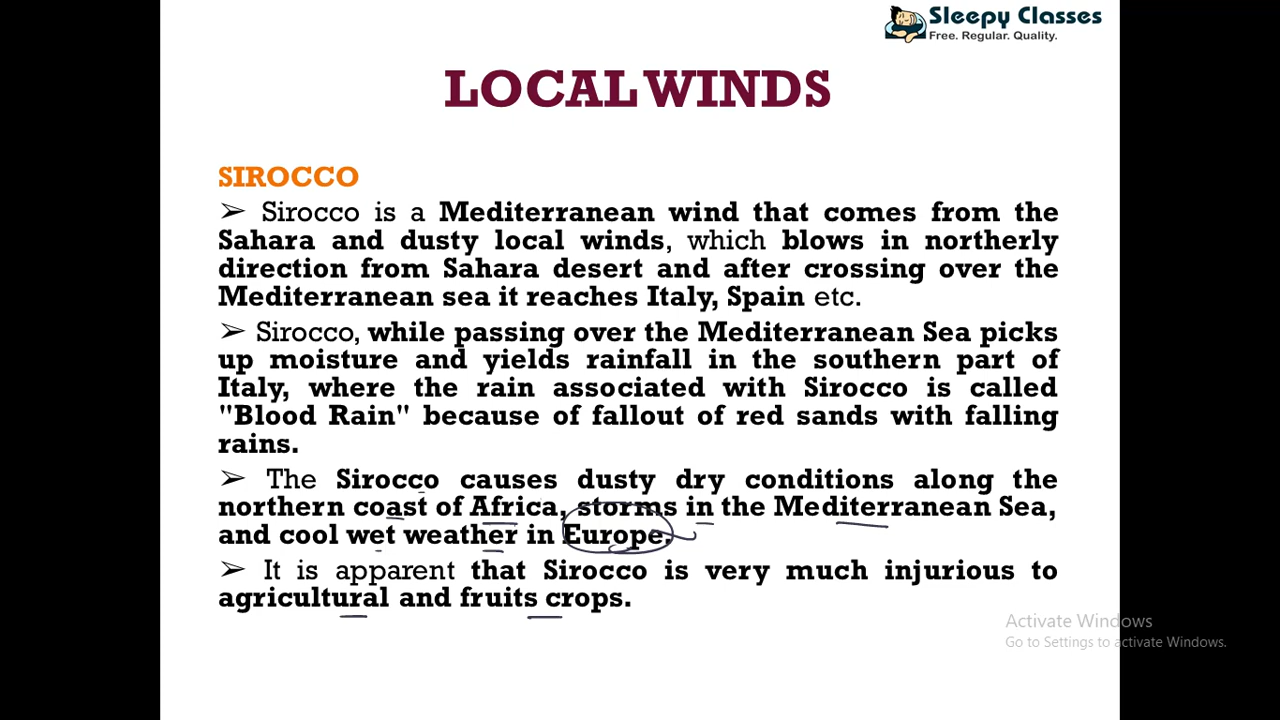 Sleepy Classes
Free. Regular. Quality.
LOCAL WINDS
SIROCCO
➢ Sirocco is a Mediterranean wind that comes from the
Sahara and dusty local winds, which blows in northerly
direction from Sahara desert and after crossing over the
Mediterranean sea it reaches Italy, Spain etc.
➢ Sirocco, while passing over the Mediterranean Sea picks
up moisture and yields rainfall in the southern part of
Italy, where the rain associated with Sirocco is called
"Blood Rain" because of fallout of red sands with falling
rains.
➢ The Sirocco causes dusty dry conditions along the
northern coast of Africa, storms in the Mediterranean Sea,
and cool wet weather in Europe.
➢ It is apparent that Sirocco is very much injurious to
agricultural and fruits crops.
Activate Windows
Go to Settings to activate Windows.